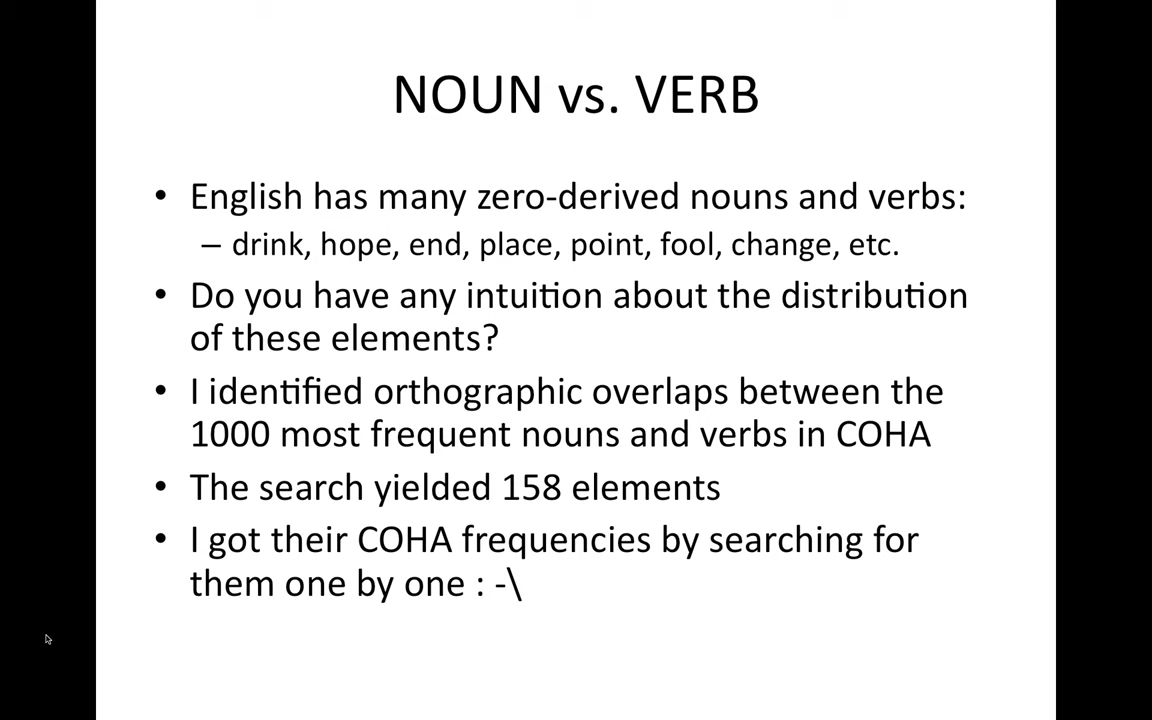 NOUN vs. VERB
• English has many zero-derived nouns and verbs:
– drink, hope, end, place, point, fool, change, etc.
• Do you have any intuition about the distribution
of these elements?
• I identified orthographic overlaps between the
1000 most frequent nouns and verbs in COHA
• The search yielded 158 elements
• I got their COHA frequencies by searching for
them one by one : -\